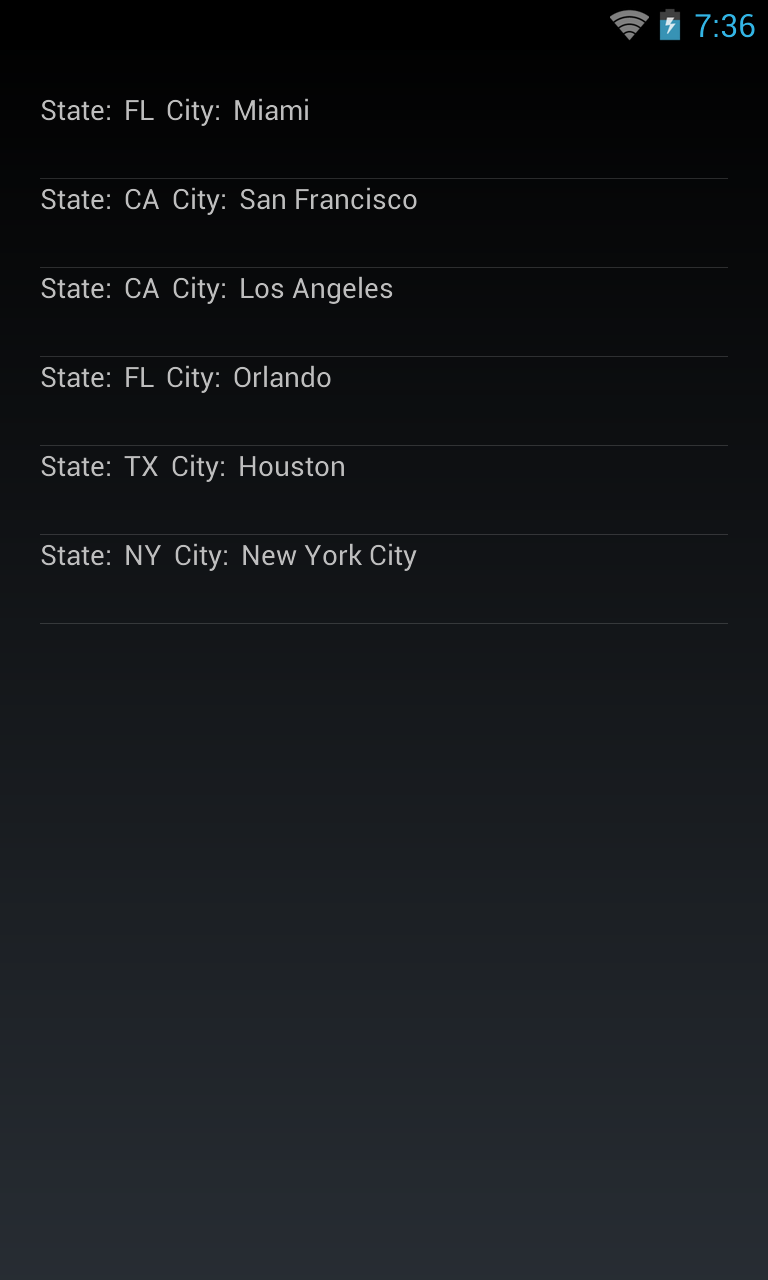 7:36
State: FL City: Miami
State: CA City: San Francisco
State: CA City: Los Angeles
State: FL City: Orlando
State: TX City: Houston
State: NY City: New York City